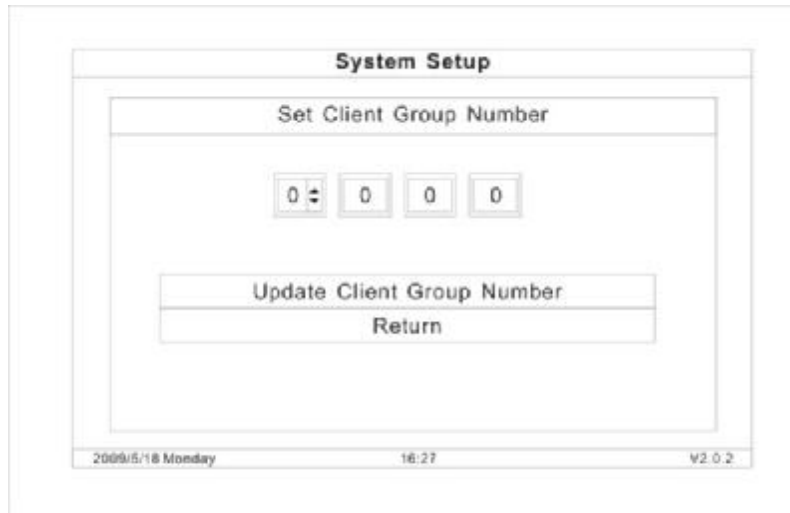 System Setup
Set Client Group Number
0 0 0 0
Update Client Group Number
Return
2009/5/18 Monday 16:27 V2.0.2